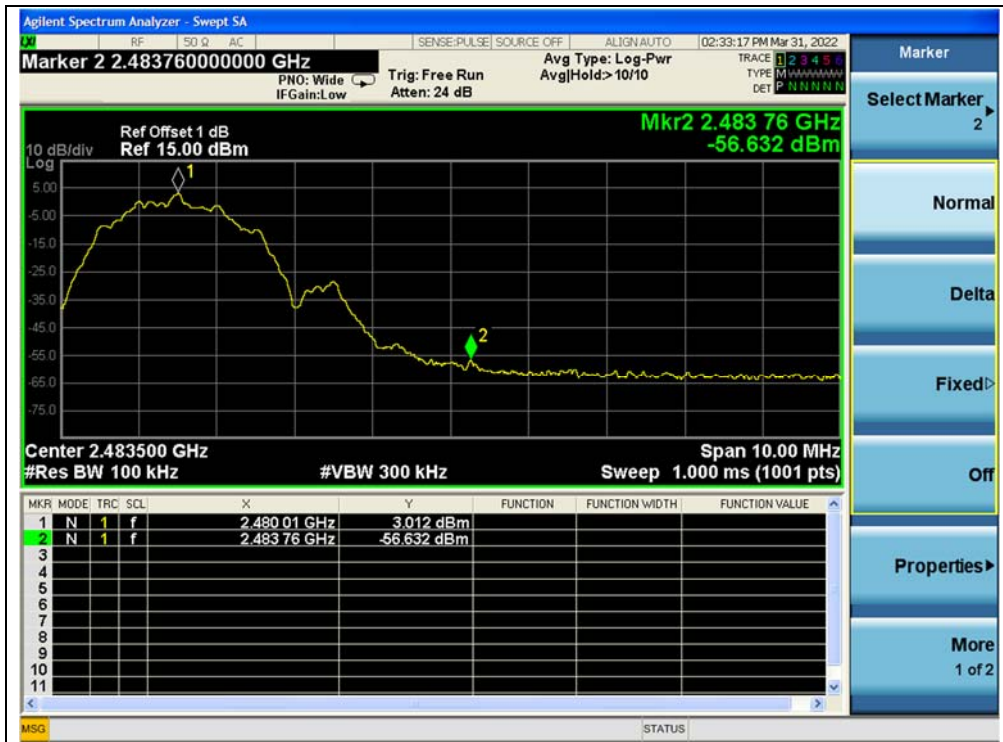 Agilent Spectrum Analyzer - Swept SA
RF 50 Ω AC SENSE:PULSE SOURCE OFF ALIGN AUTO 02:33:17 PM Mar 31, 2022
Marker 2 2.483760000000 GHz
PNO: Wide
IFGain:Low
Trig: Free Run
Atten: 24 dB
Avg Type: Log-Pwr
Avg|Hold:>10/10
TRACE 1 2 3 4 5 6
TYPE M W W W W W
DET P N N N N N
Mkr2 2.483 76 GHz
-56.632 dBm
Ref Offset 1 dB
10 dB/div Ref 15.00 dBm
Log
5.00
-5.00
-15.0
-25.0
-35.0
-45.0
-55.0
-65.0
-75.0
1
2
Center 2.483500 GHz Span 10.00 MHz
#Res BW 100 kHz #VBW 300 kHz Sweep 1.000 ms (1001 pts)
MKR MODE TRC SCL X Y FUNCTION FUNCTION WIDTH FUNCTION VALUE
1 N 1 f 2.480 01 GHz 3.012 dBm
2 N 1 f 2.483 76 GHz -56.632 dBm
3
4
5
6
7
8
9
10
11
MSG STATUS
Marker
Select Marker
2
Normal
Delta
Fixed
Off
Properties
More
1 of 2